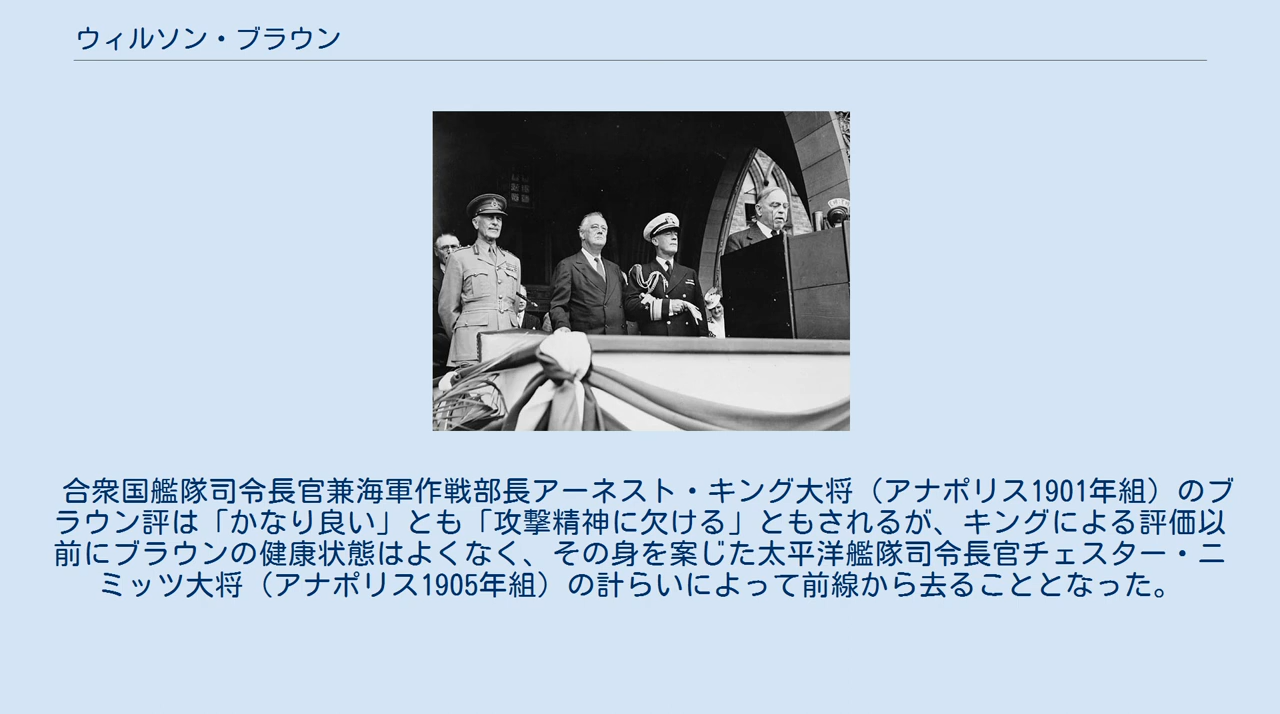 ウィルソン・ブラウン
合衆国艦隊司令長官兼海軍作戦部長アーネスト・キング大将（アナポリス1901年組）のブ
ラウン評は「かなり良い」とも「攻撃精神に欠ける」ともされるが、キングによる評価以
前にブラウンの健康状態はよくなく、その身を案じた太平洋艦隊司令長官チェスター・ニ
ミッツ大将（アナポリス1905年組）の計らいによって前線から去ることとなった。